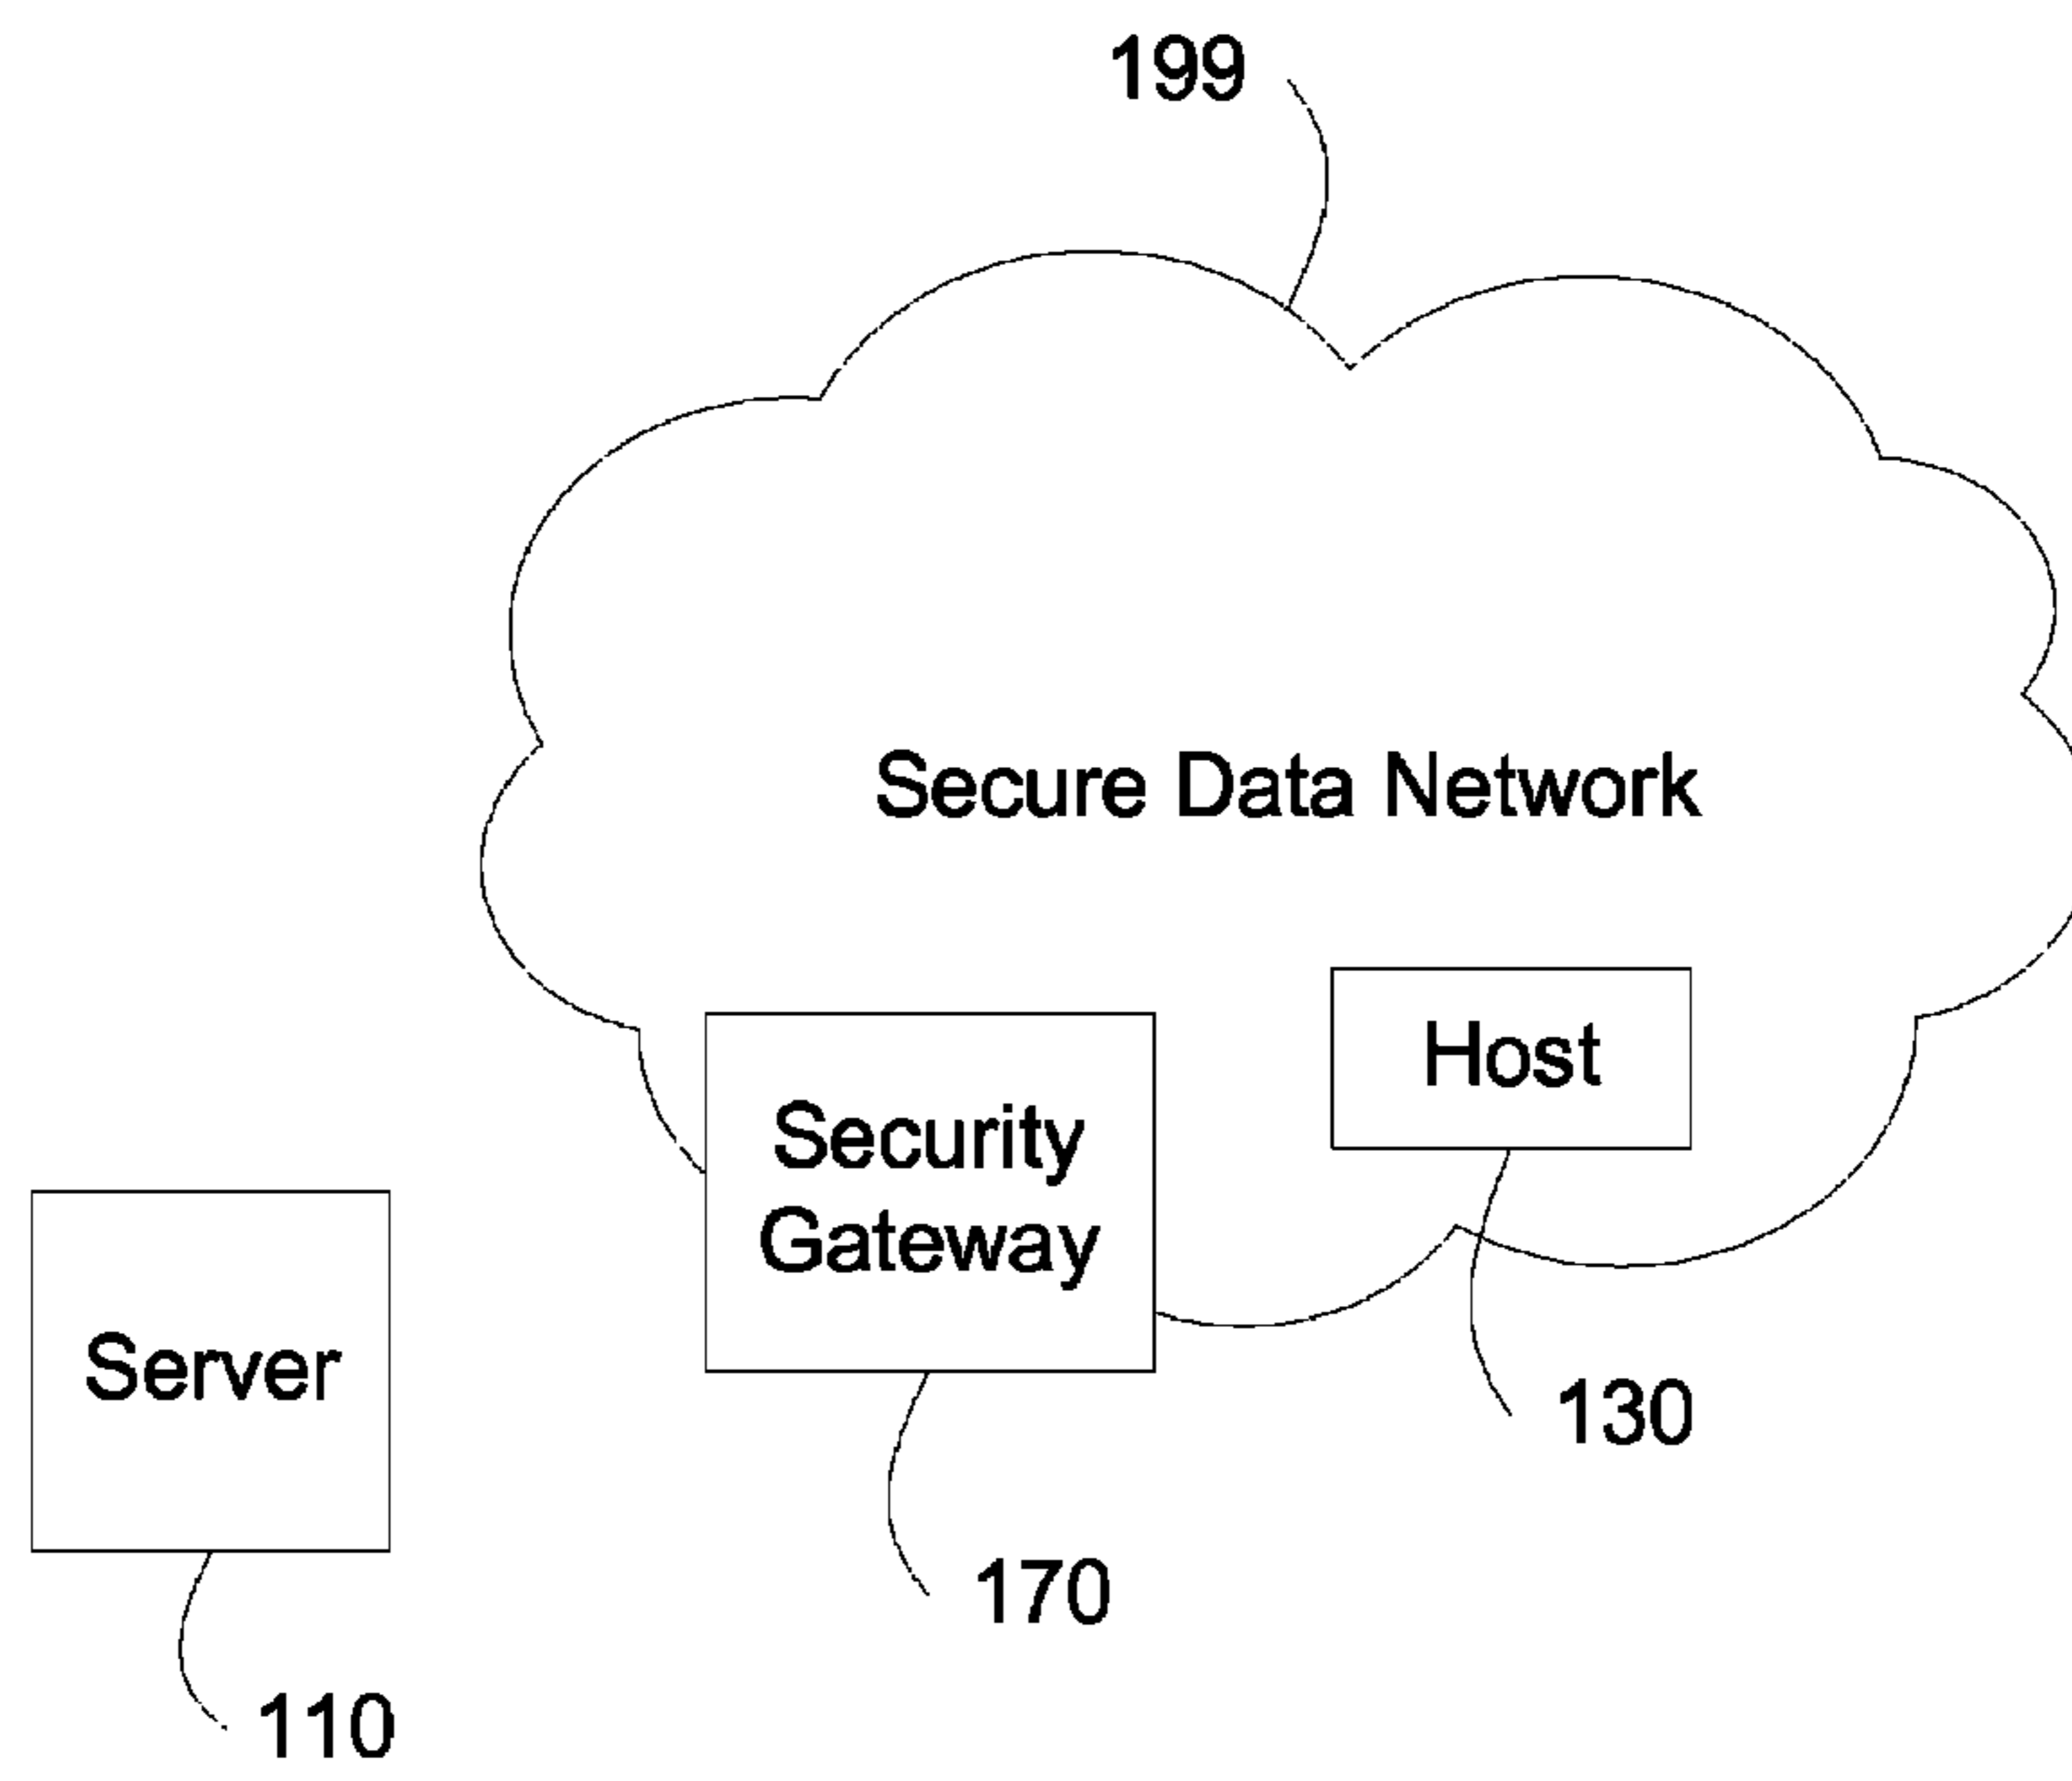 199
Secure Data Network
Host
Security
Gateway
Server
130
170
110